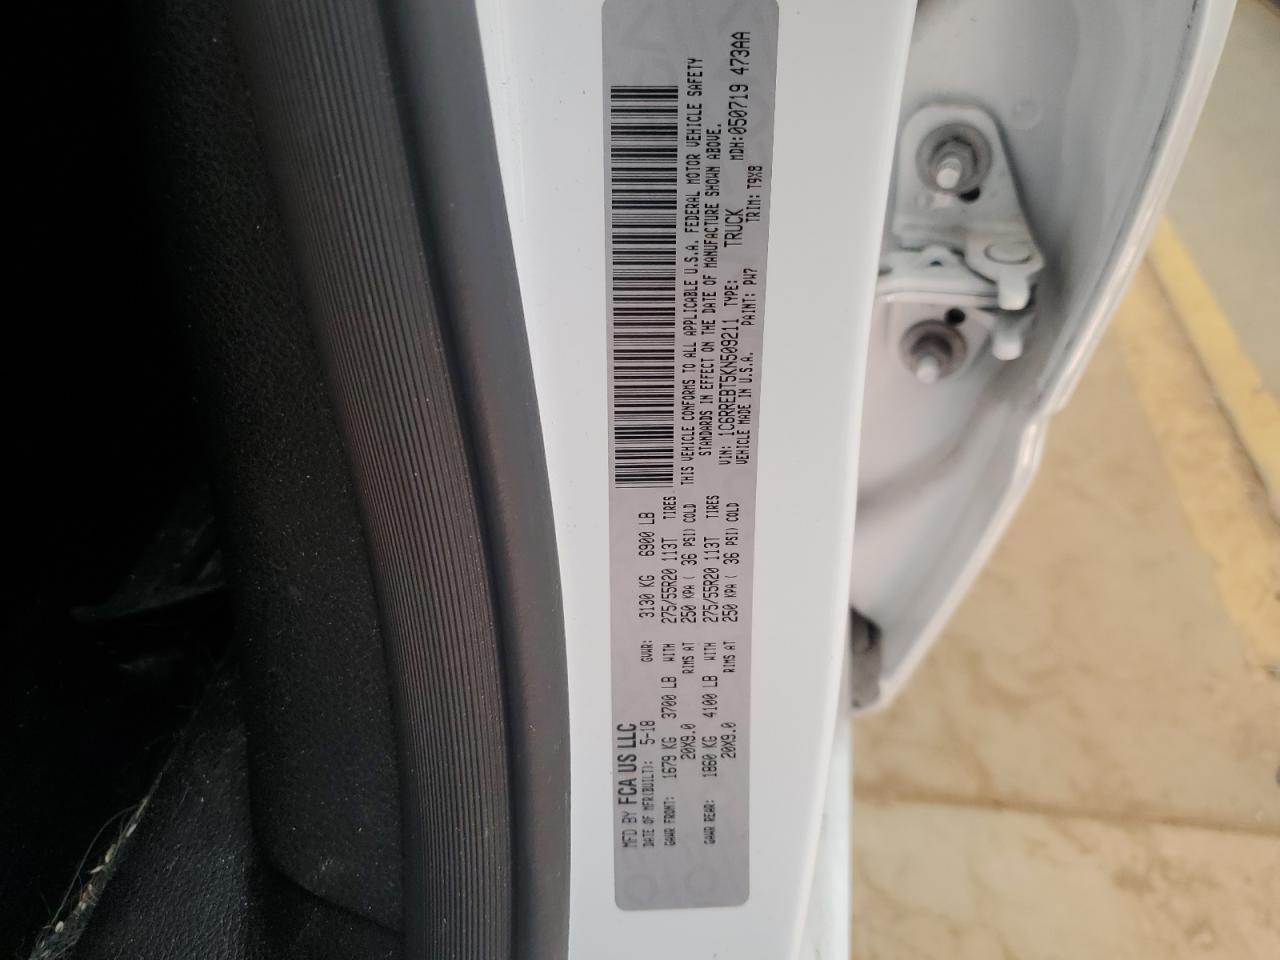 MFD BY FCA US LLC
DATE OF MFR(BUILT): 5-18 GVWR: 3130 KG 6900 LB
GAWR FRONT: 1679 KG 3700 LB WITH 275/55R20 113T TIRES
20X9.0 RIMS AT 250 KPA ( 36 PSI) COLD
GAWR REAR: 1860 KG 4100 LB WITH 275/55R20 113T TIRES
20X9.0 RIMS AT 250 KPA ( 36 PSI) COLD
THIS VEHICLE CONFORMS TO ALL APPLICABLE U.S.A. FEDERAL MOTOR VEHICLE SAFETY
STANDARDS IN EFFECT ON THE DATE OF MANUFACTURE SHOWN ABOVE.
VIN: 1C6RREBT5KN509211 TYPE: TRUCK MDH:050719 473AA
VEHICLE MADE IN U.S.A. PAINT: PW7 TRIM: T9X8